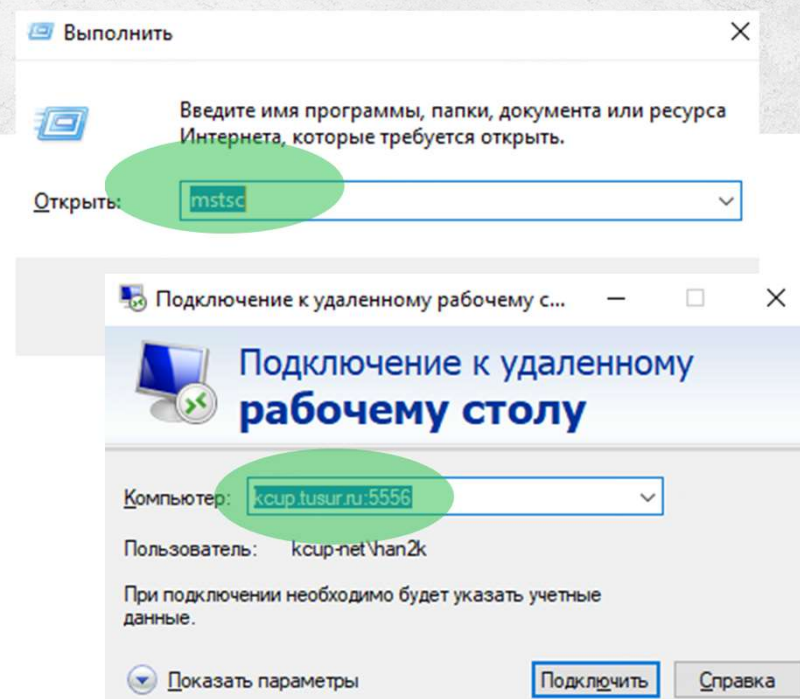 Выполнить
Введите имя программы, папки, документа или ресурса
Интернета, которые требуется открыть.
Открыть:
mstsc
Подключение к удаленному рабочему с...
Подключение к удаленному
рабочему столу
Компьютер:
kcup.tusur.ru:5556
Пользователь:
kcup-net\han2k
При подключении необходимо будет указать учетные
данные.
Показать параметры
Подключить
Справка